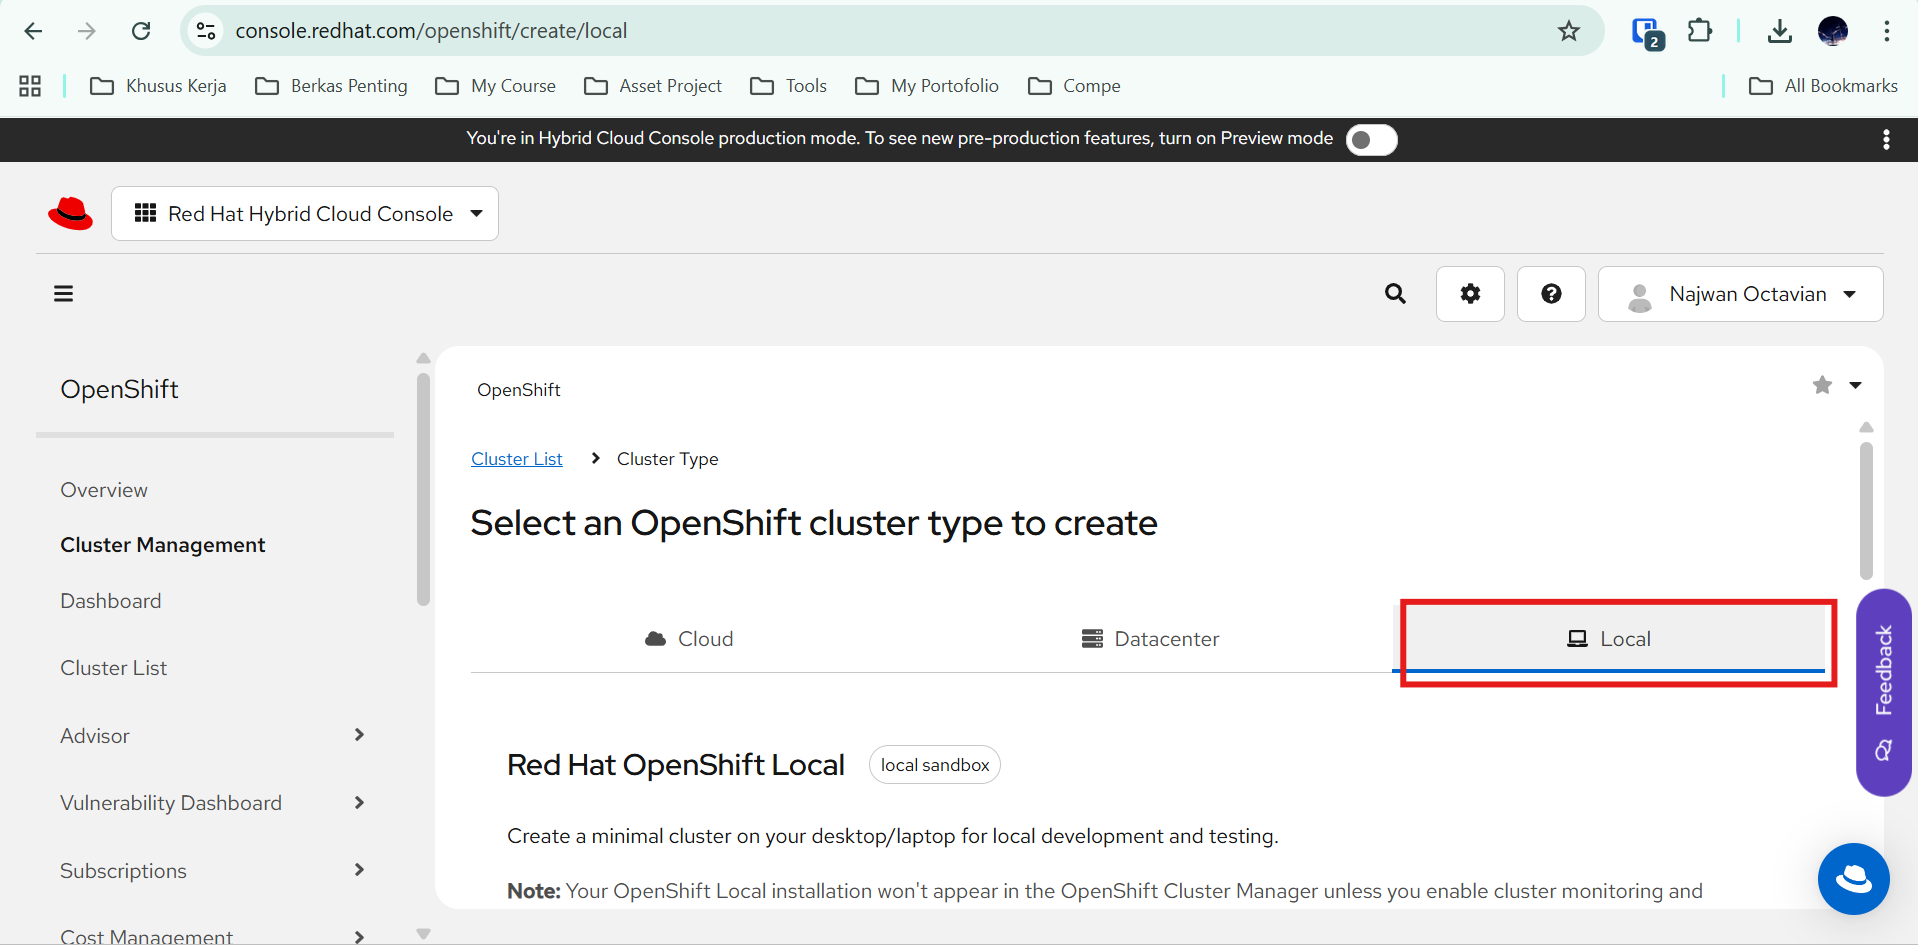 console.redhat.com/openshift/create/local
2
Khusus Kerja
Berkas Penting
My Course
Asset Project
Tools
My Portofolio
Compe
All Bookmarks
You're in Hybrid Cloud Console production mode. To see new pre-production features, turn on Preview mode
Red Hat Hybrid Cloud Console
Najwan Octavian
OpenShift
Overview
Cluster Management
Dashboard
Cluster List
Advisor
Vulnerability Dashboard
Subscriptions
Cost Management
OpenShift
Cluster List > Cluster Type
Select an OpenShift cluster type to create
Cloud
Datacenter
Local
Red Hat OpenShift Local
local sandbox
Create a minimal cluster on your desktop/laptop for local development and testing.
Note: Your OpenShift Local installation won't appear in the OpenShift Cluster Manager unless you enable cluster monitoring and
Feedback